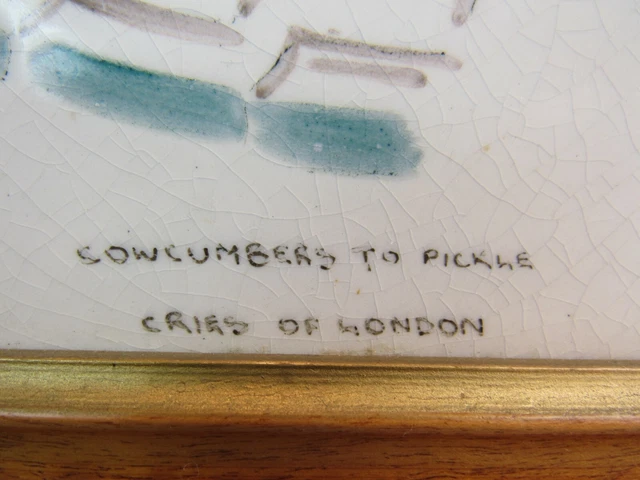 COWCUMBERS TO PICKLE
CRIES OF LONDON